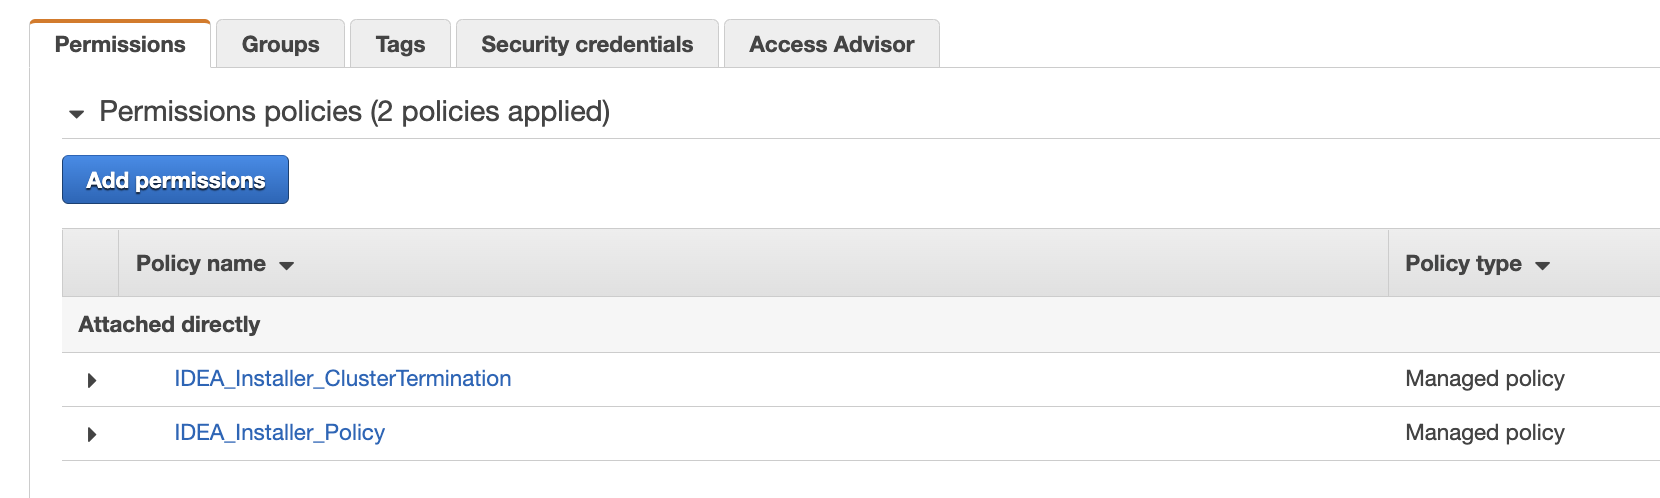 Permissions Groups Tags Security credentials Access Advisor
Permissions policies (2 policies applied)
Add permissions
Policy name Policy type
Attached directly
IDEA_Installer_ClusterTermination Managed policy
IDEA_Installer_Policy Managed policy